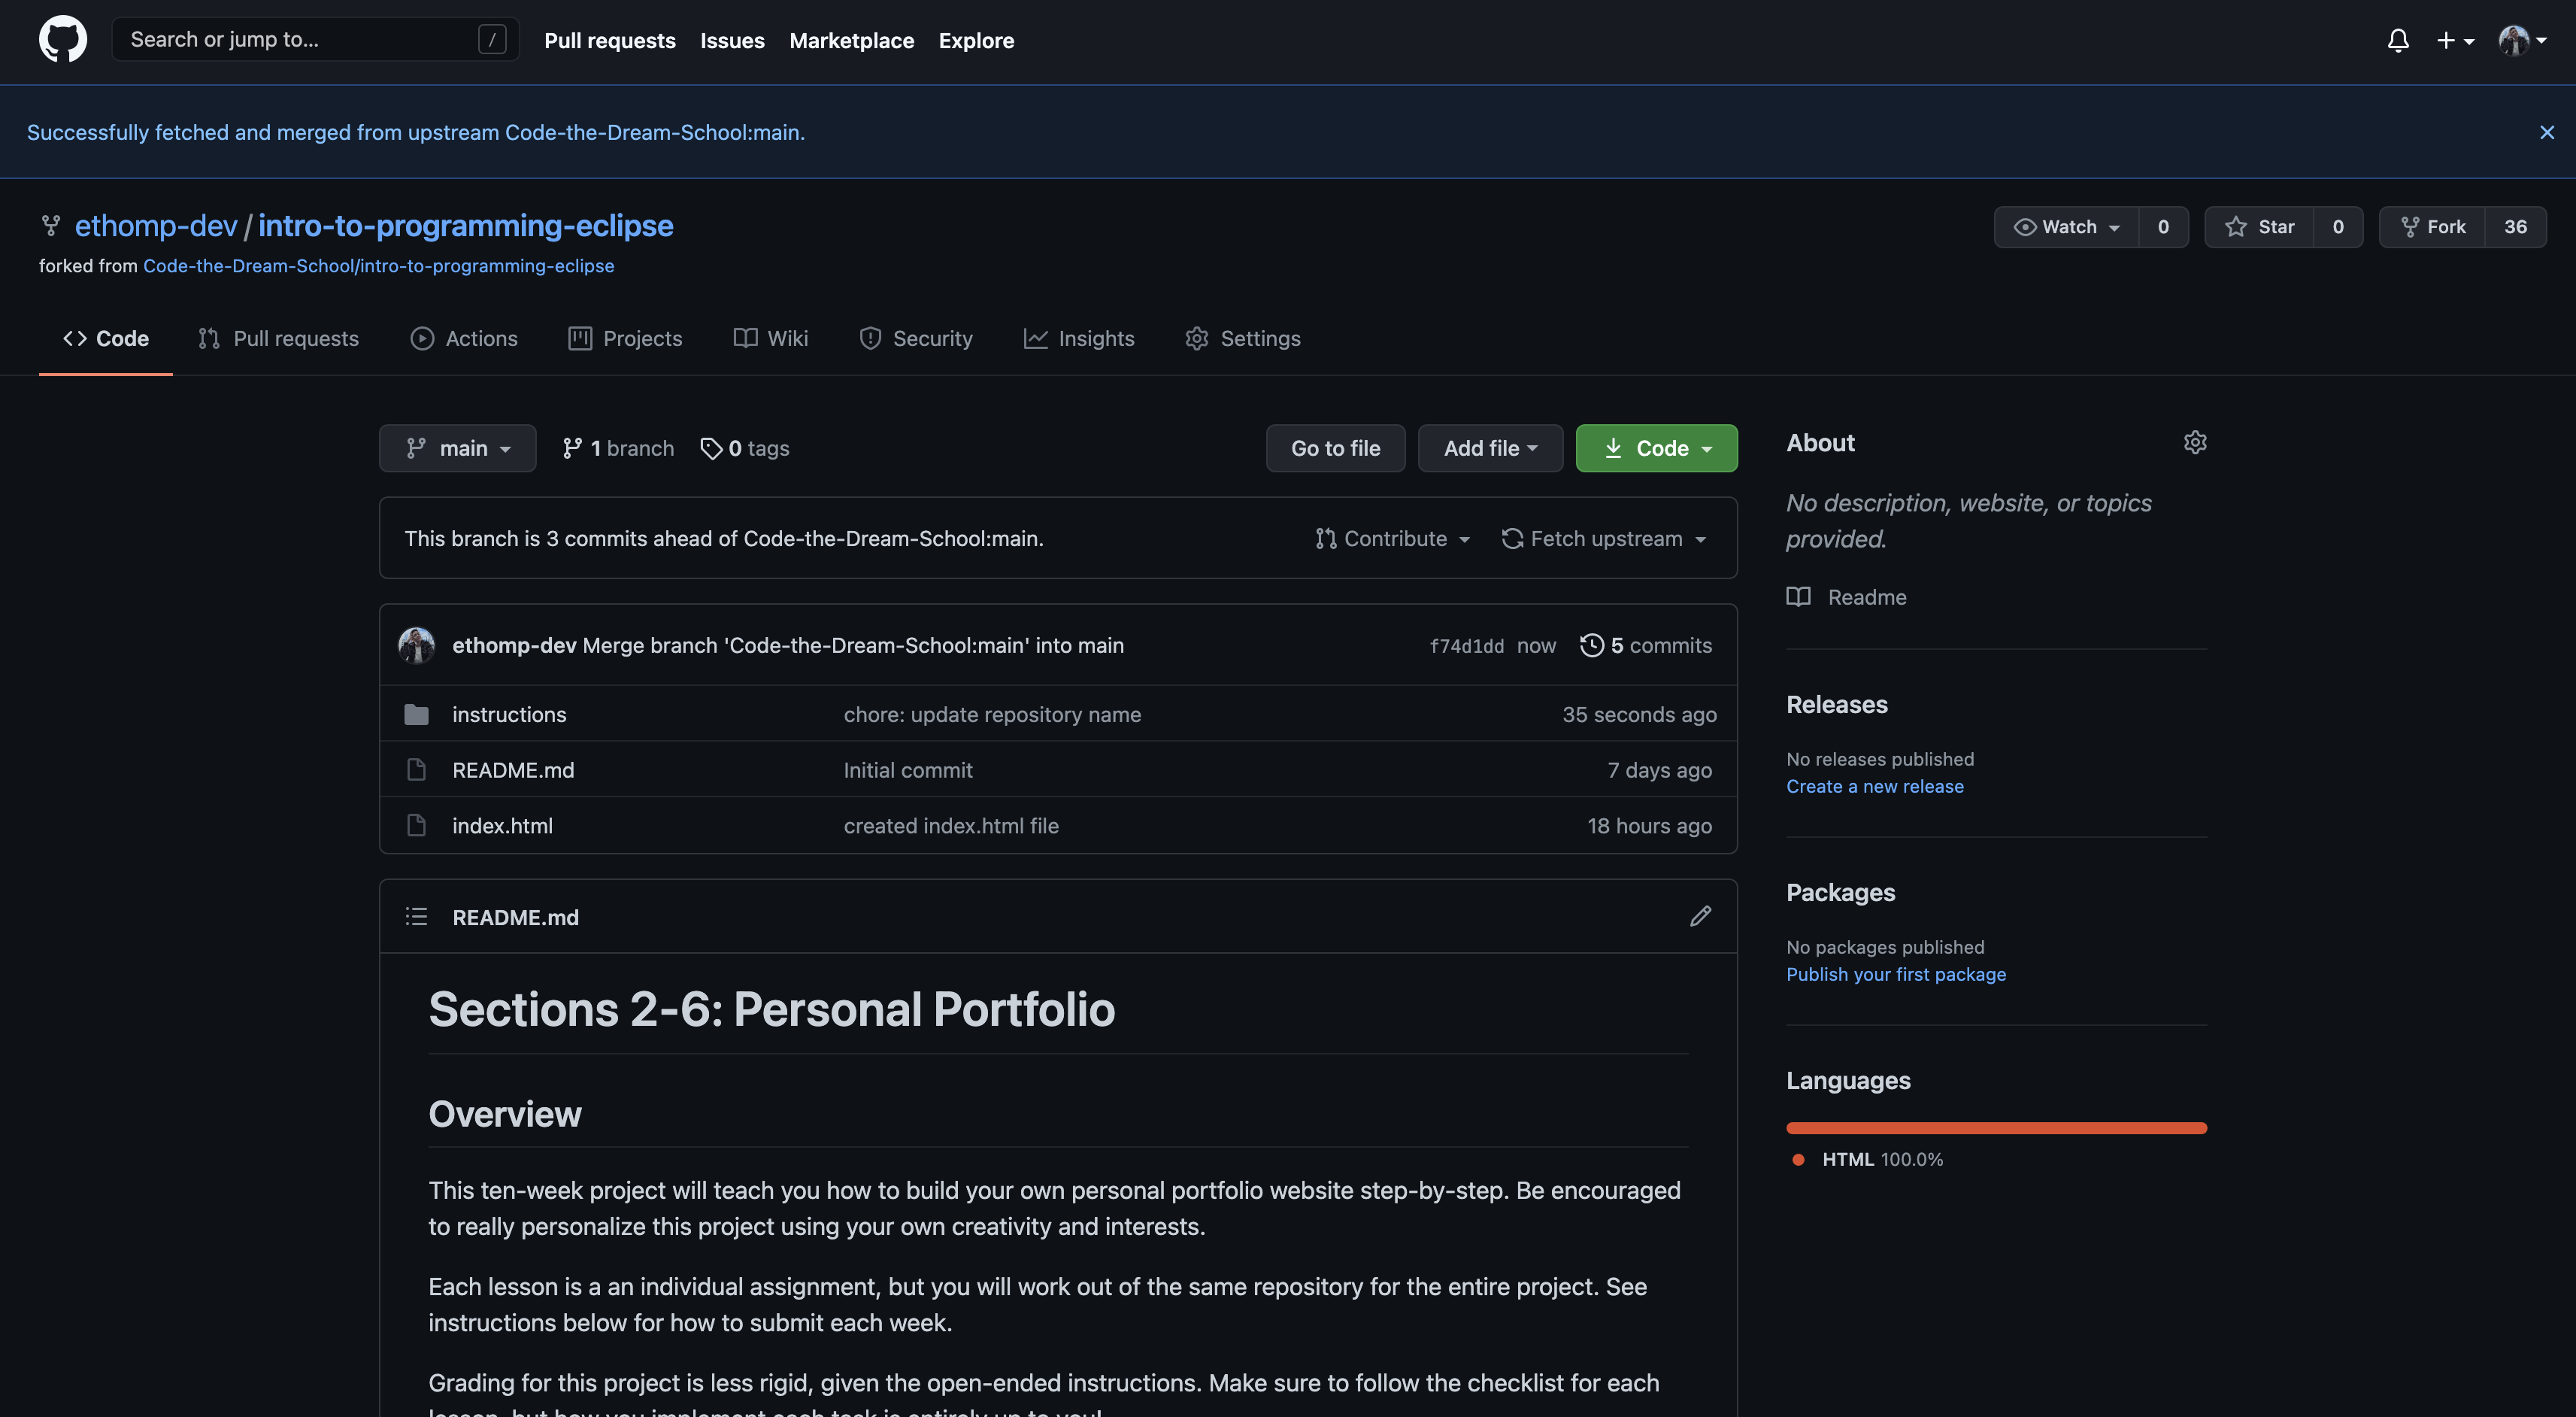 Search or jump to... /
Pull requests Issues Marketplace Explore
Successfully fetched and merged from upstream Code-the-Dream-School:main.
ethomp-dev / intro-to-programming-eclipse
Watch 0 Star 0 Fork 36
forked from Code-the-Dream-School/intro-to-programming-eclipse
Code Pull requests Actions Projects Wiki Security Insights Settings
main 1 branch 0 tags Go to file Add file Code
This branch is 3 commits ahead of Code-the-Dream-School:main. Contribute Fetch upstream
ethomp-dev Merge branch 'Code-the-Dream-School:main' into main f74d1dd now 5 commits
instructions chore: update repository name 35 seconds ago
README.md Initial commit 7 days ago
index.html created index.html file 18 hours ago
README.md
Sections 2-6: Personal Portfolio
Overview
This ten-week project will teach you how to build your own personal portfolio website step-by-step. Be encouraged
to really personalize this project using your own creativity and interests.
Each lesson is a an individual assignment, but you will work out of the same repository for the entire project. See
instructions below for how to submit each week.
Grading for this project is less rigid, given the open-ended instructions. Make sure to follow the checklist for each
lesson, but how you implement each task is entirely up to you!
About
No description, website, or topics
provided.
Readme
Releases
No releases published
Create a new release
Packages
No packages published
Publish your first package
Languages
HTML 100.0%